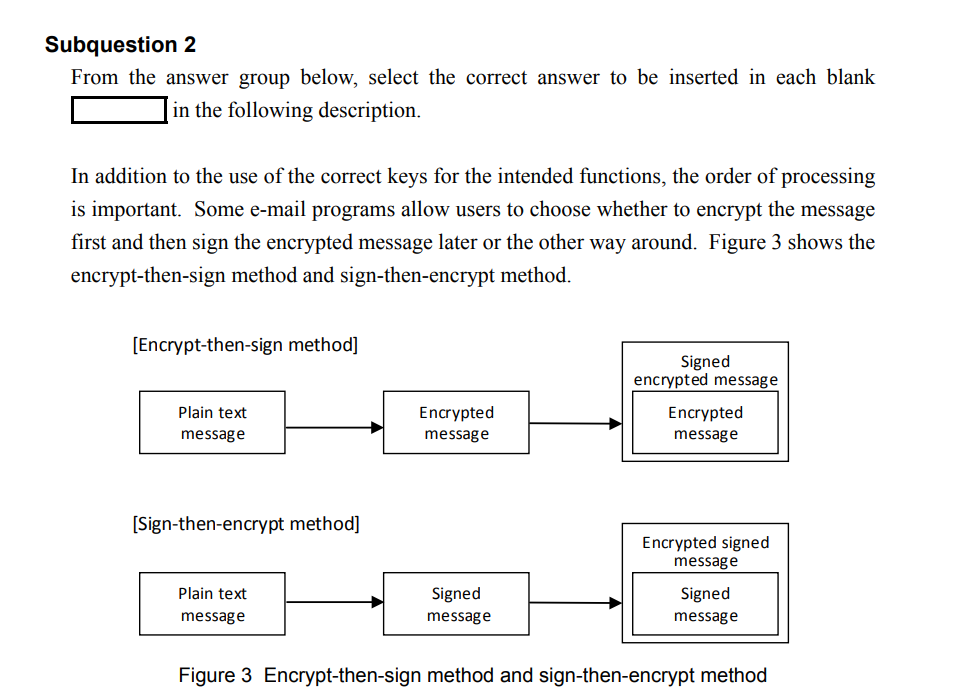 Subquestion 2
From the answer group below, select the correct answer to be inserted in each blank
in the following description.
In addition to the use of the correct keys for the intended functions, the order of processing
is important. Some e-mail programs allow users to choose whether to encrypt the message
first and then sign the encrypted message later or the other way around. Figure 3 shows the
encrypt-then-sign method and sign-then-encrypt method.
[Encrypt-then-sign method]
Plain text
message
Encrypted
message
Signed
encrypted message
Encrypted
message
[Sign-then-encrypt method]
Plain text
message
Signed
message
Encrypted signed
message
Signed
message
Figure 3 Encrypt-then-sign method and sign-then-encrypt method